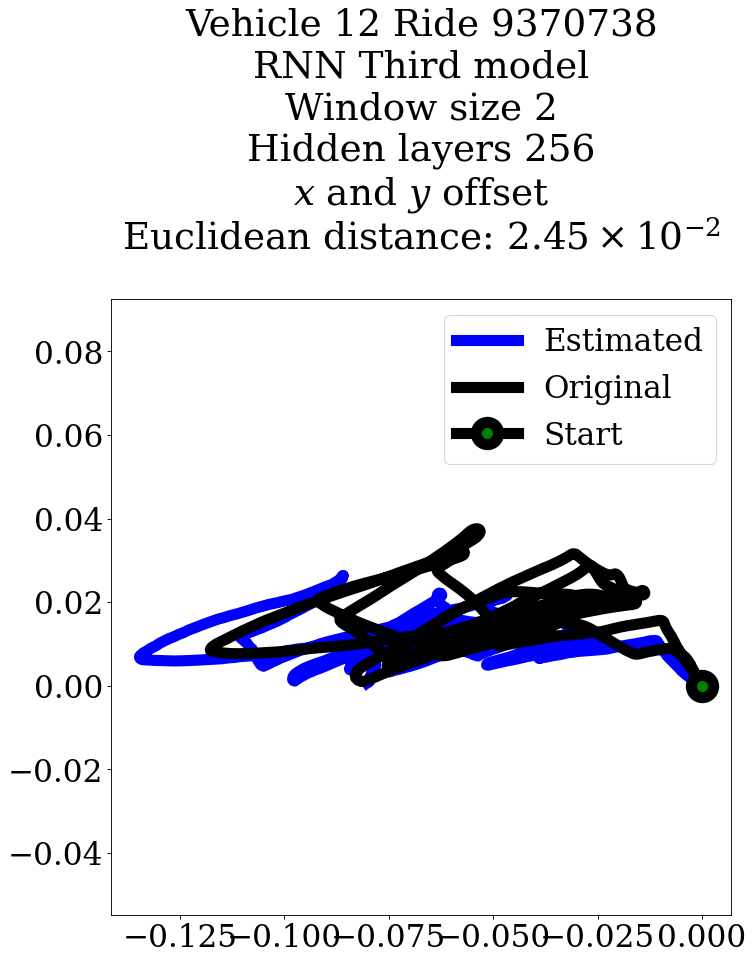 Vehicle 12 Ride 9370738
RNN Third model
Window size 2
Hidden layers 256
x and y offset
Euclidean distance: 2.45 × 10⁻²
Estimated
Original
Start
0.08
0.06
0.04
0.02
0.00
−0.02
−0.04
−0.125 −0.100 −0.075 −0.050 −0.025 0.000